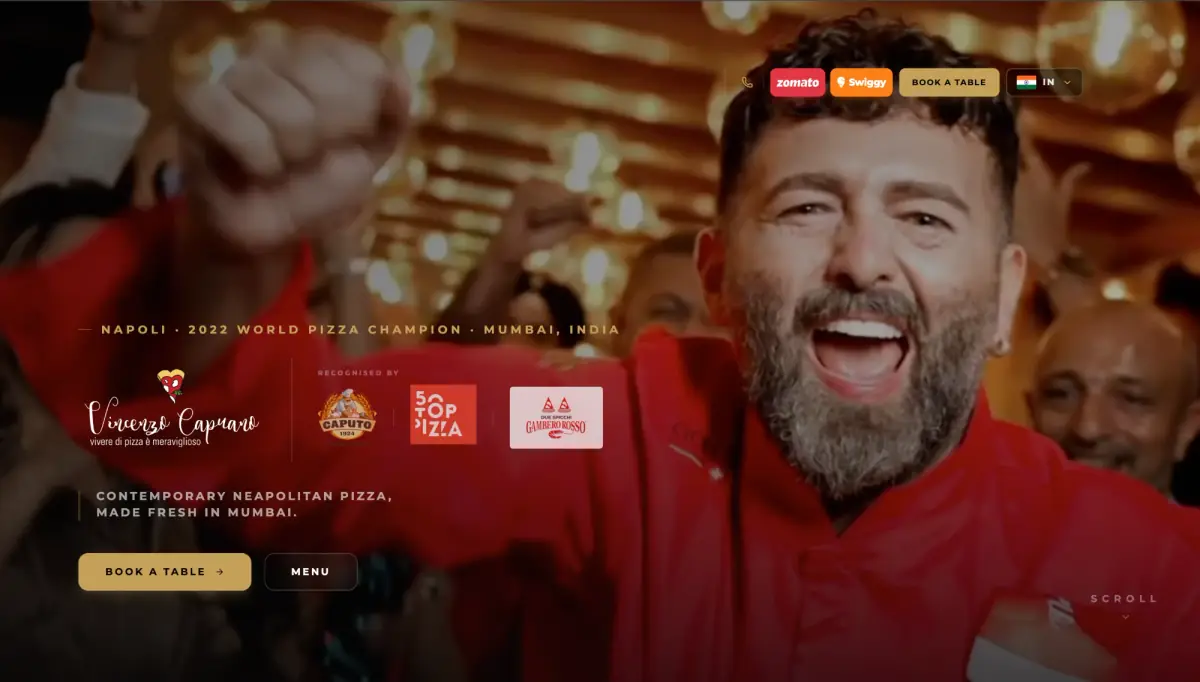 zomato
Swiggy
BOOK A TABLE
IN
NAPOLI · 2022 WORLD PIZZA CHAMPION · MUMBAI, INDIA
RECOGNISED BY
Vincenzo Capuano
vivere di pizza è meraviglioso
CAPUTO
1924
50
TOP
PIZZA
DUE SPICCHI
GAMBERO ROSSO
CONTEMPORARY NEAPOLITAN PIZZA,
MADE FRESH IN MUMBAI.
BOOK A TABLE →
MENU
SCROLL